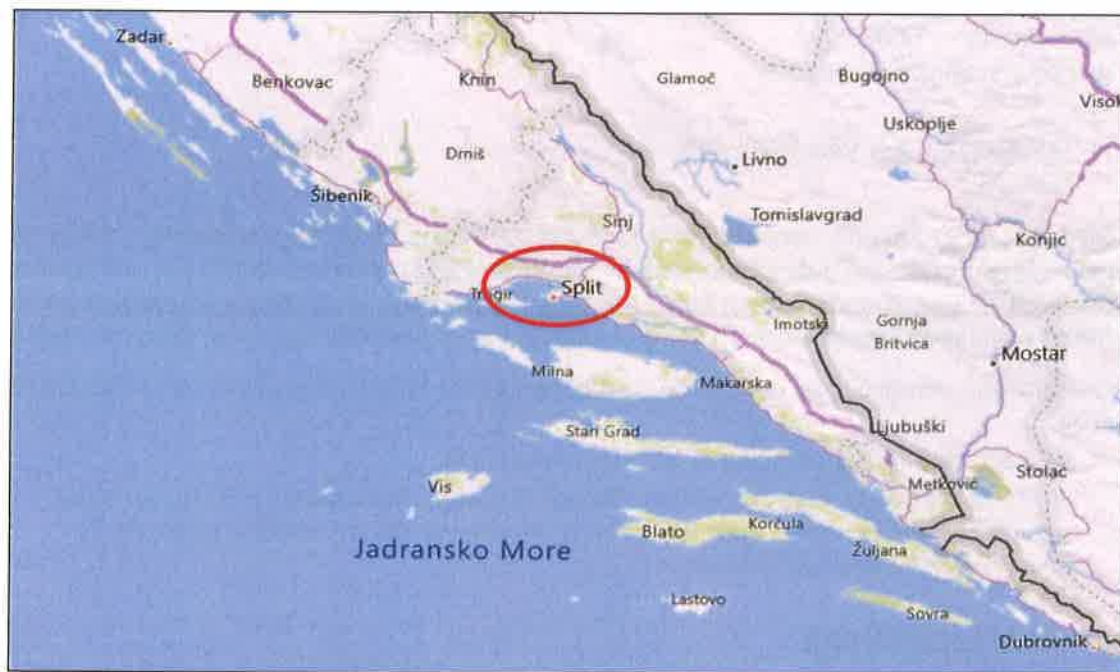 Zadar
Benkovac
Knin
Glamoč
Bugojno
Visok
Uskoplje
Drniš
Livno
Šibenik
Tomislavgrad
Sinj
Konjic
Split
Trogir
Imotski
Gornja
Britvica
Mostar
Milna
Makarska
Stari Grad
Ljubuški
Stolac
Vis
Metković
Blato
Korčula
Jadransko More
Žuljana
Lastovo
Sovra
Dubrovnik